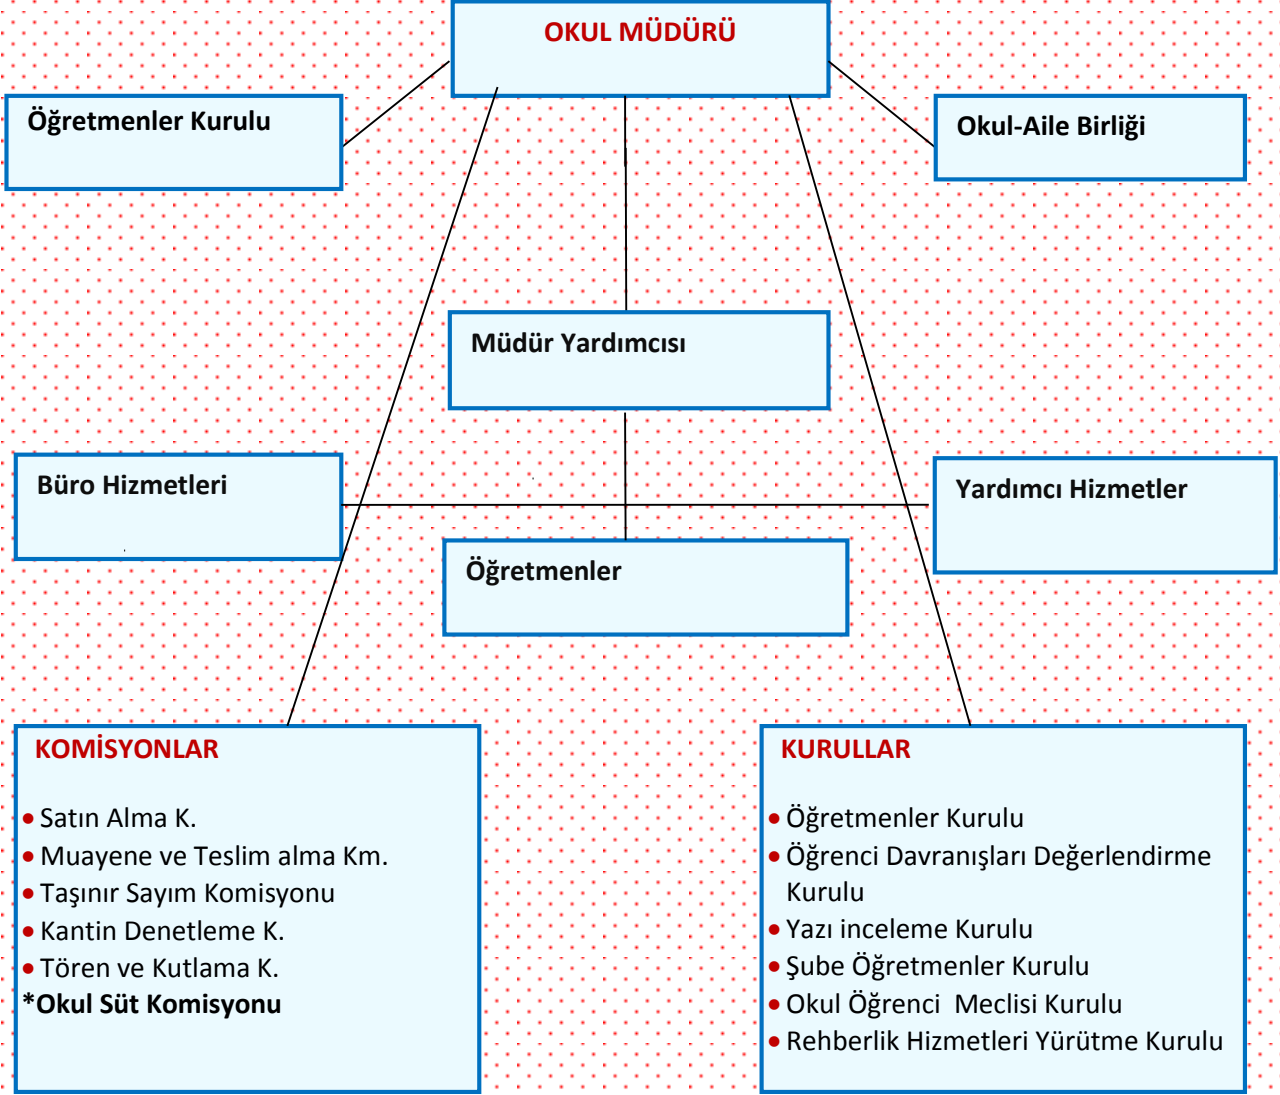 OKUL MÜDÜRÜ
Öğretmenler Kurulu
Okul-Aile Birliği
Müdür Yardımcısı
Büro Hizmetleri
Yardımcı Hizmetler
Öğretmenler
KOMİSYONLAR
• Satın Alma K.
• Muayene ve Teslim alma Km.
• Taşınır Sayım Komisyonu
• Kantin Denetleme K.
• Tören ve Kutlama K.
*Okul Süt Komisyonu
KURULLAR
• Öğretmenler Kurulu
• Öğrenci Davranışları Değerlendirme
Kurulu
• Yazı inceleme Kurulu
• Şube Öğretmenler Kurulu
• Okul Öğrenci  Meclisi Kurulu
• Rehberlik Hizmetleri Yürütme Kurulu